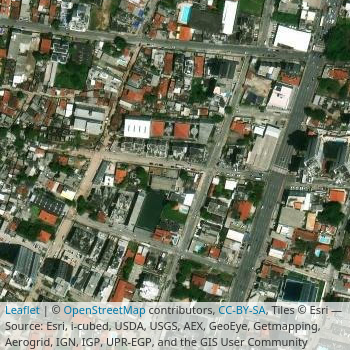 Leaflet | © OpenStreetMap contributors, CC-BY-SA, Tiles © Esri —
Source: Esri, i-cubed, USDA, USGS, AEX, GeoEye, Getmapping,
Aerogrid, IGN, IGP, UPR-EGP, and the GIS User Community